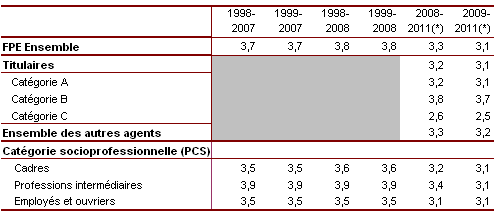 1998-2007 1999-2007 1998-2008 1999-2008 2008-2011(*) 2009-2011(*)
FPE Ensemble 3,7 3,7 3,8 3,8 3,3 3,1
Titulaires 3,2 3,1
Catégorie A 3,2 3,1
Catégorie B 3,8 3,7
Catégorie C 2,6 2,5
Ensemble des autres agents 3,3 3,2
Catégorie socioprofessionnelle (PCS)
Cadres 3,5 3,5 3,6 3,6 3,2 3,1
Professions intermédiaires 3,9 3,9 3,9 3,9 3,4 3,1
Employés et ouvriers 3,5 3,5 3,5 3,5 3,1 3,1